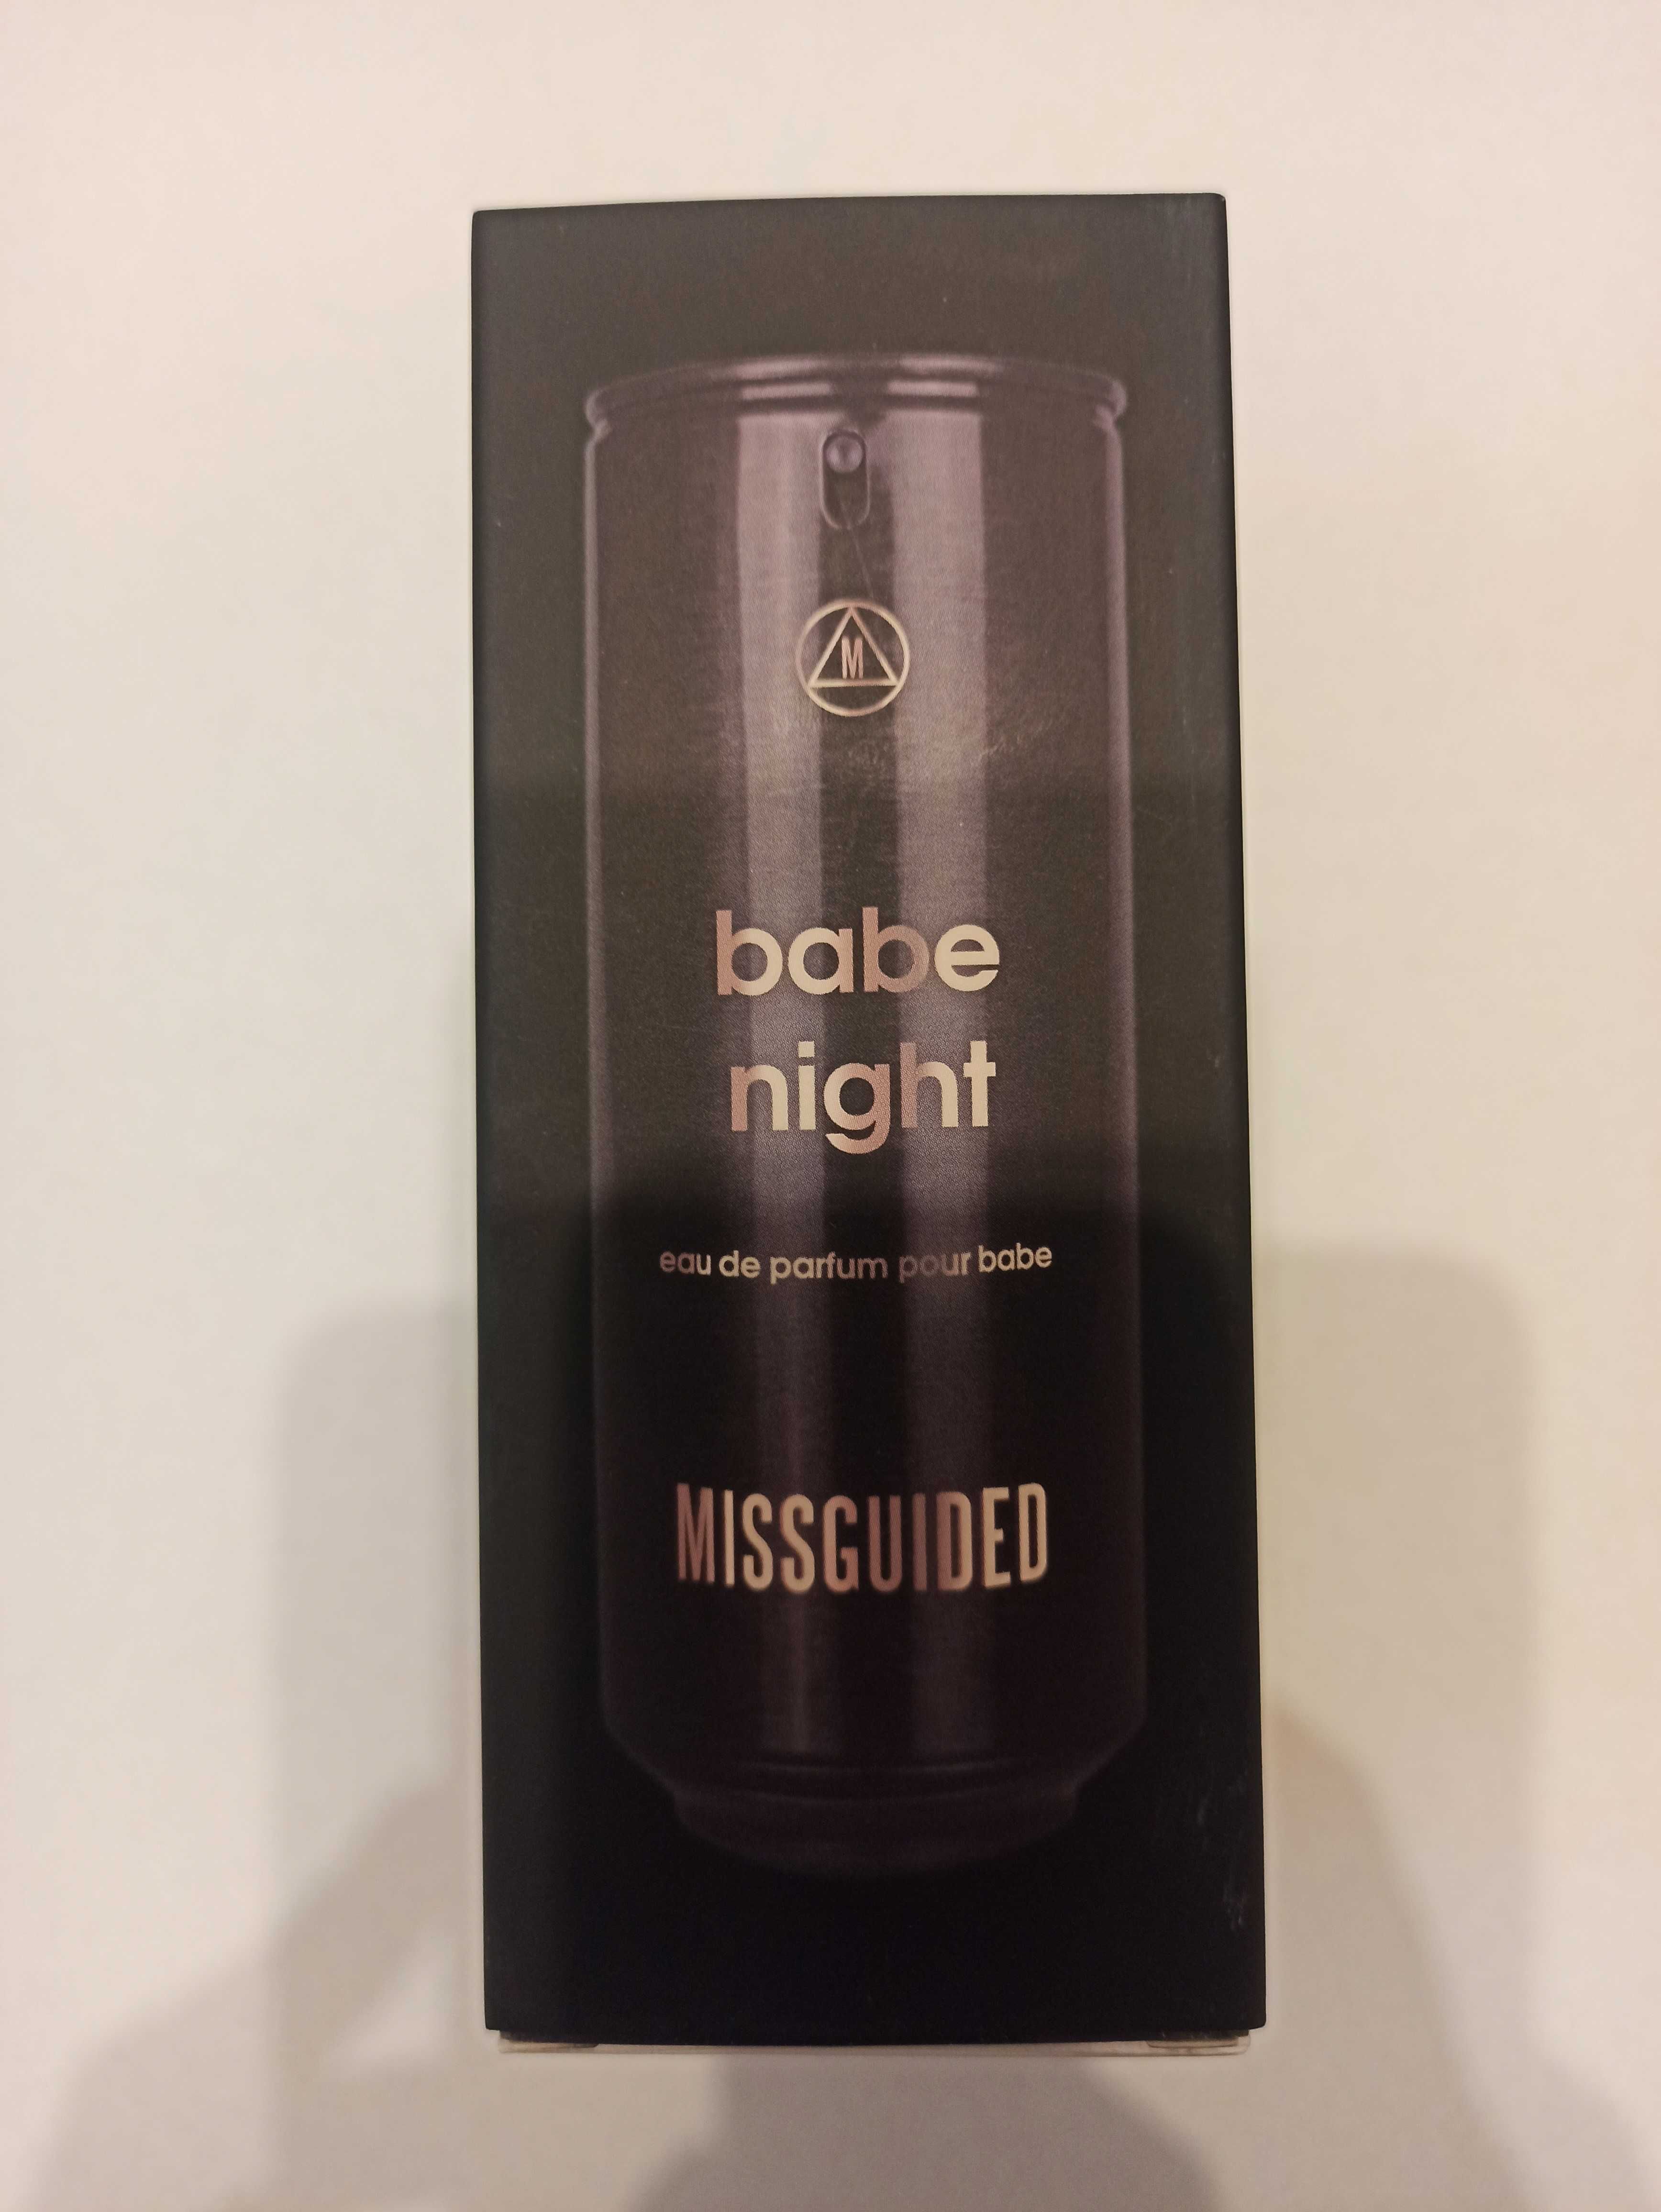 M
babe
night
eau de parfum pour babe
MISSGUIDED